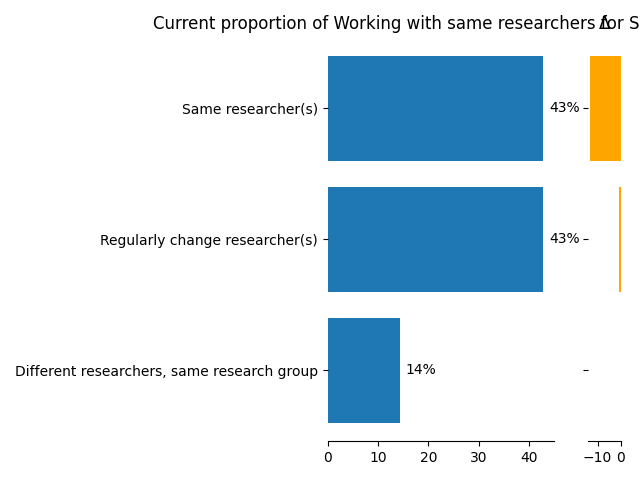 Current proportion of Working with same researchers for S
Δ
Same researcher(s)
43%
Regularly change researcher(s)
43%
Different researchers, same research group
14%
0 10 20 30 40
−10 0